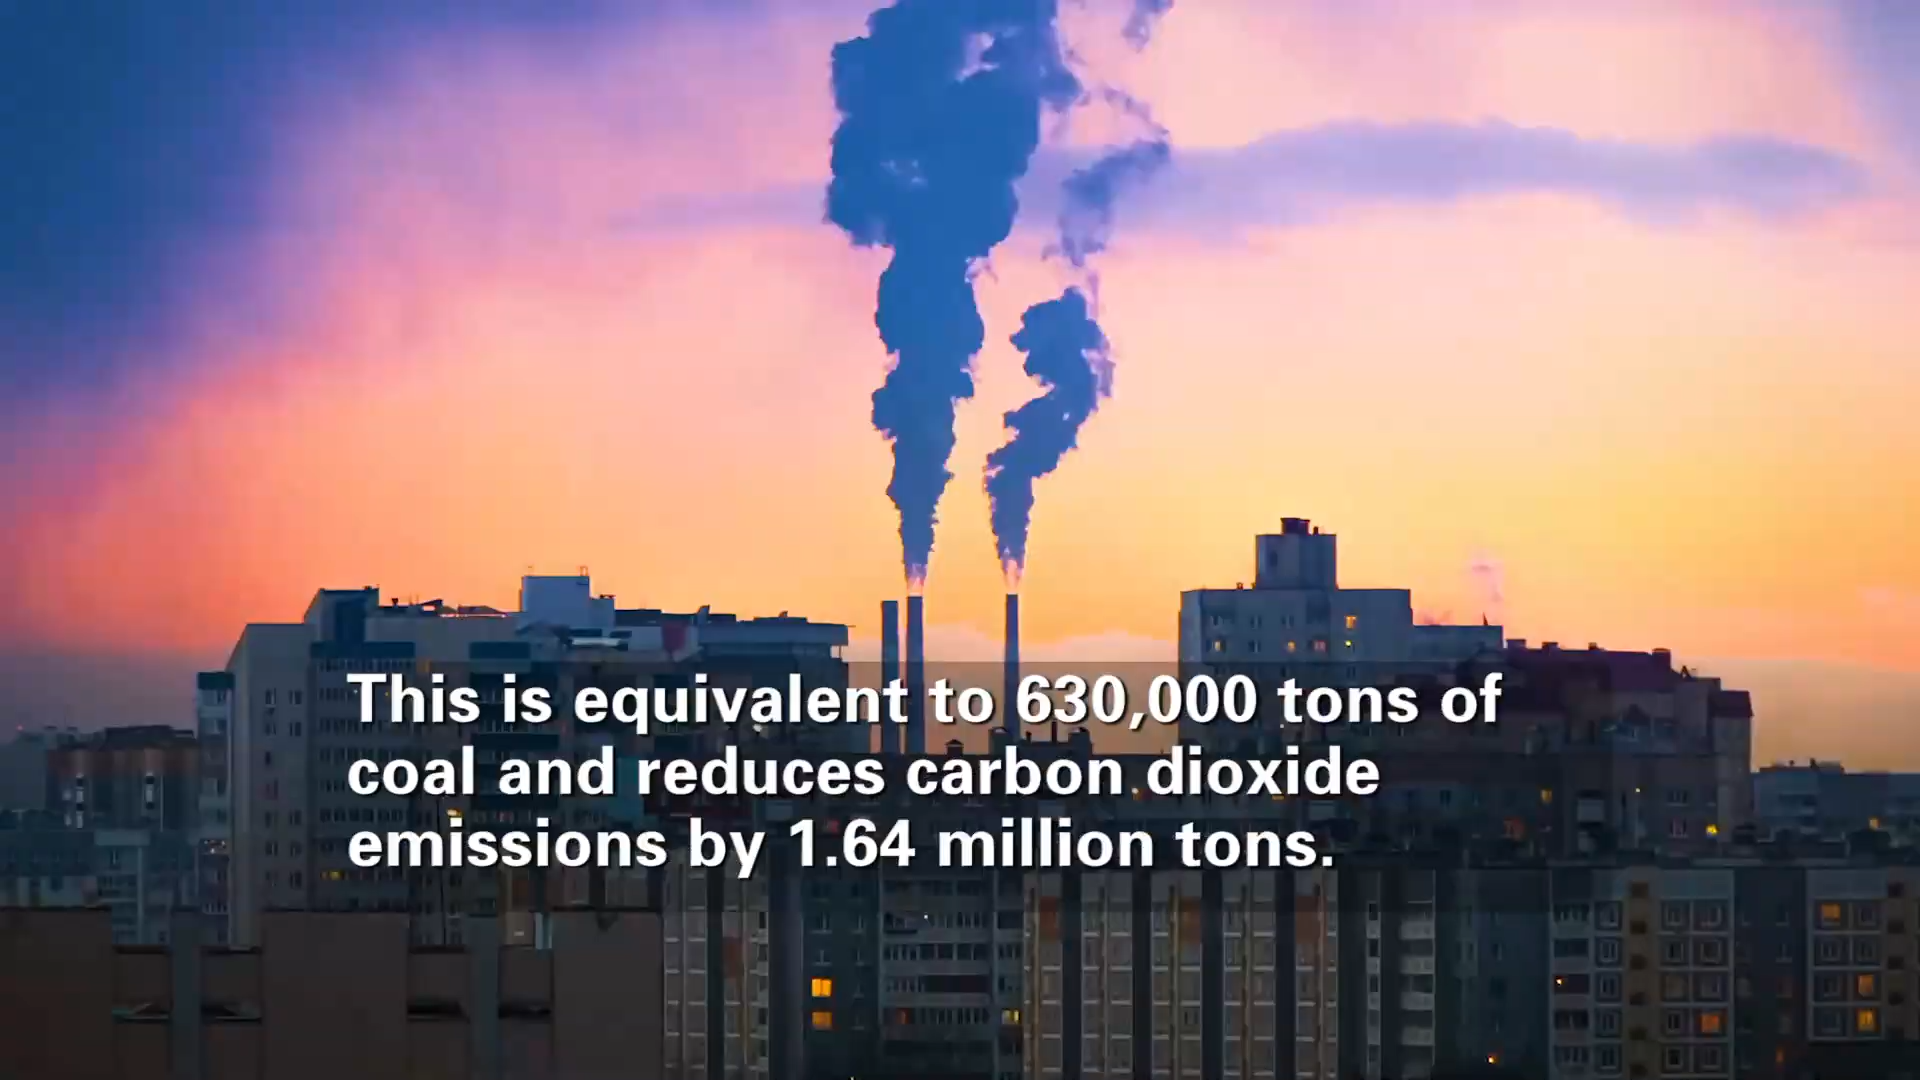 This is equivalent to 630,000 tons of
coal and reduces carbon dioxide
emissions by 1.64 million tons.